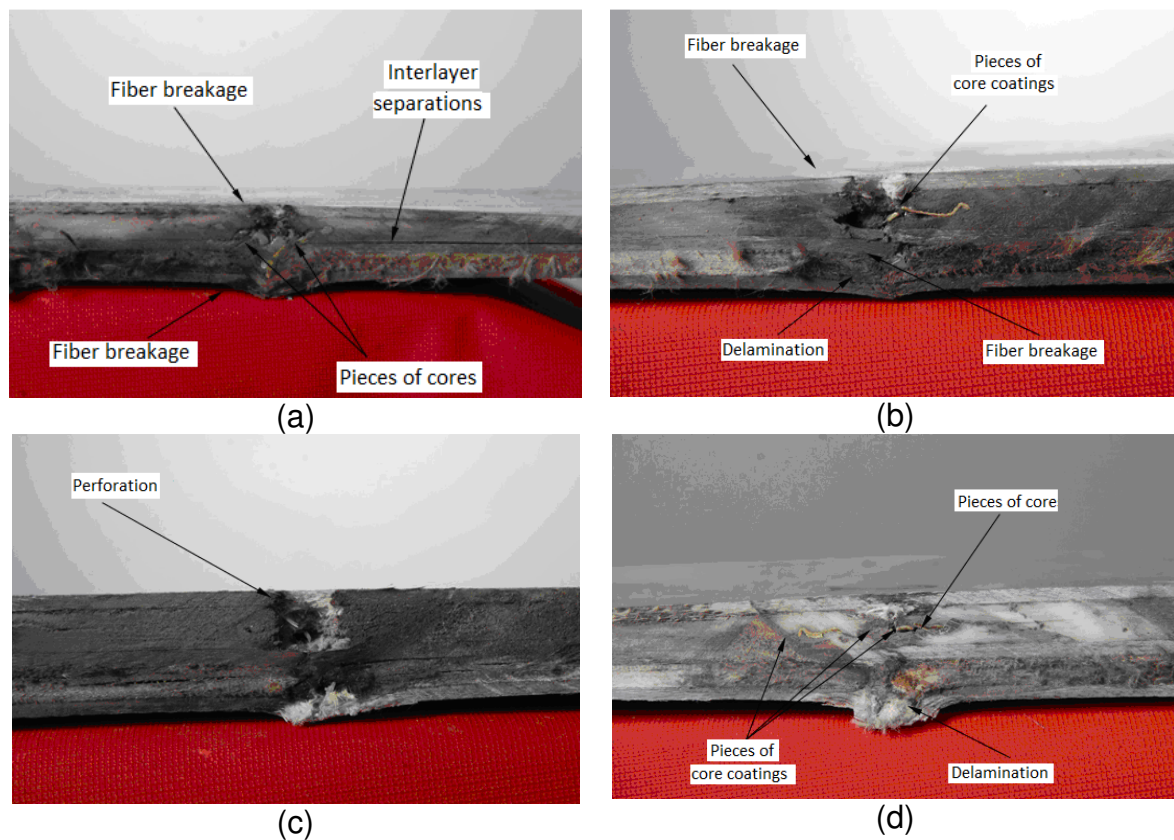 Fiber breakage
Interlayer
separations
Fiber breakage
Pieces of cores
(a)
Fiber breakage
Pieces of
core coatings
Delamination
Fiber breakage
(b)
Perforation
(c)
Pieces of core
Pieces of
core coatings
Delamination
(d)